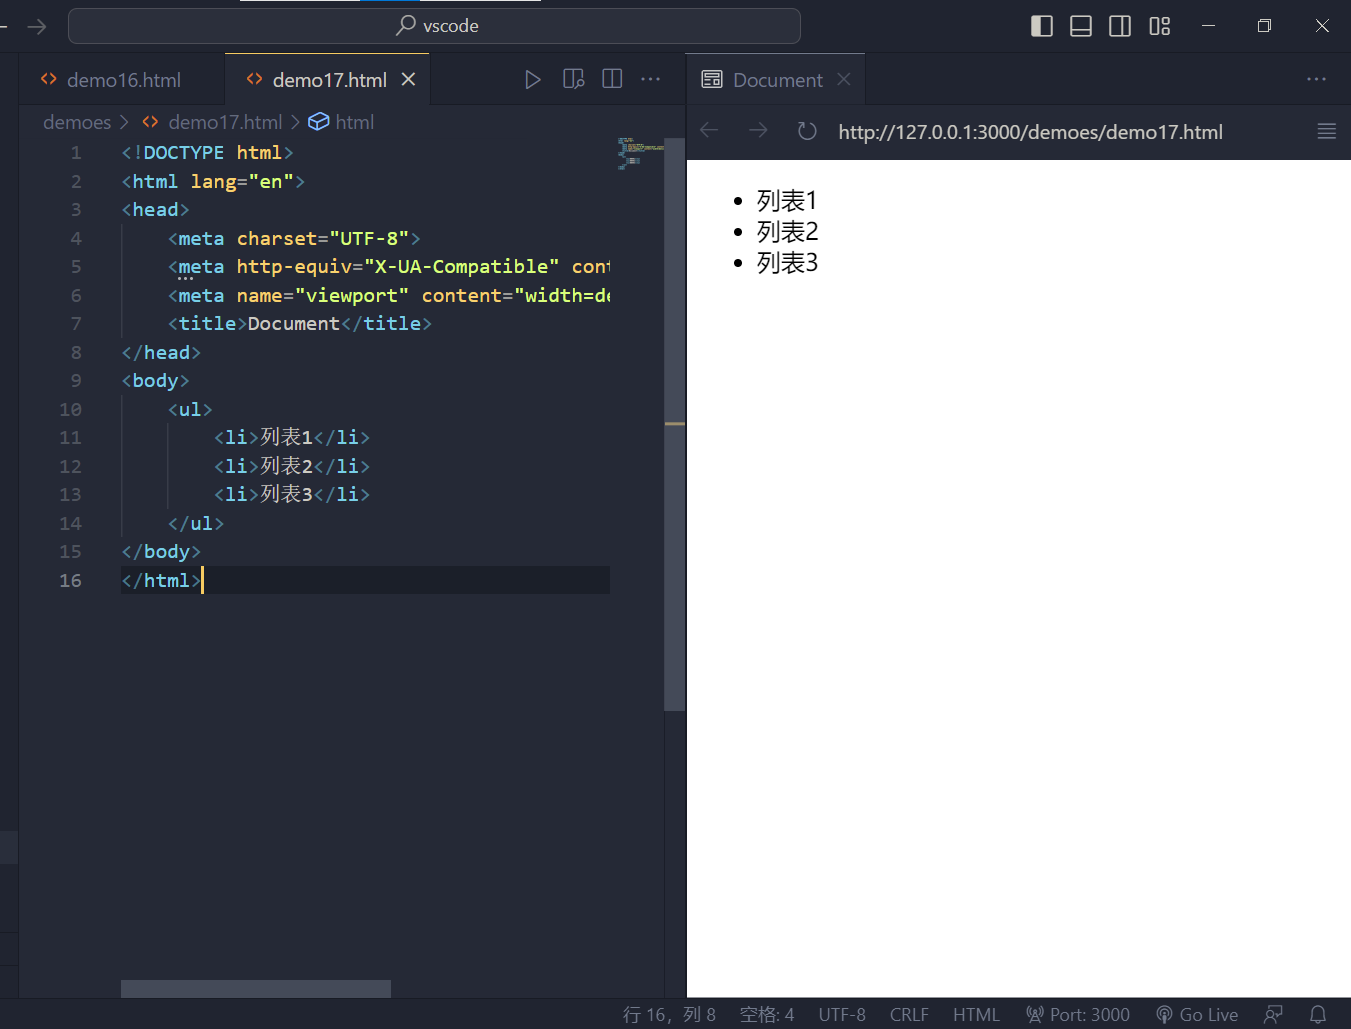 vscode
demo16.html
demo17.html
Document
demoes > demo17.html > html
http://127.0.0.1:3000/demoes/demo17.html
1 <!DOCTYPE html>
2 <html lang="en">
3 <head>
4 <meta charset="UTF-8">
5 <meta http-equiv="X-UA-Compatible" cont
6 <meta name="viewport" content="width=de
7 <title>Document</title>
8 </head>
9 <body>
10 <ul>
11 <li>列表1</li>
12 <li>列表2</li>
13 <li>列表3</li>
14 </ul>
15 </body>
16 </html>
• 列表1
• 列表2
• 列表3
行 16，列 8 空格: 4 UTF-8 CRLF HTML Port: 3000 Go Live